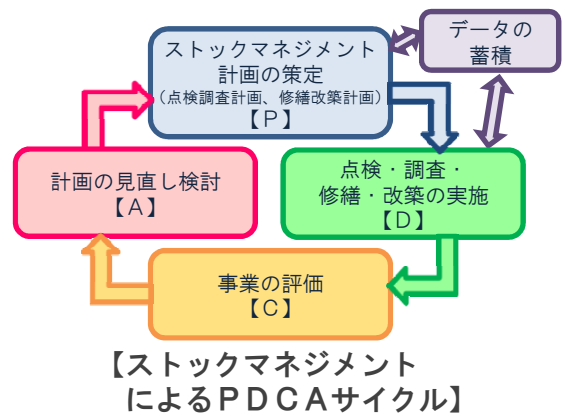 ストックマネジメント
計画の策定
（点検調査計画、修繕改築計画）
【Ｐ】
データの
蓄積
計画の見直し検討
【Ａ】
点検・調査・
修繕・改築の実施
【Ｄ】
事業の評価
【Ｃ】
【ストックマネジメント
によるＰＤＣＡサイクル】